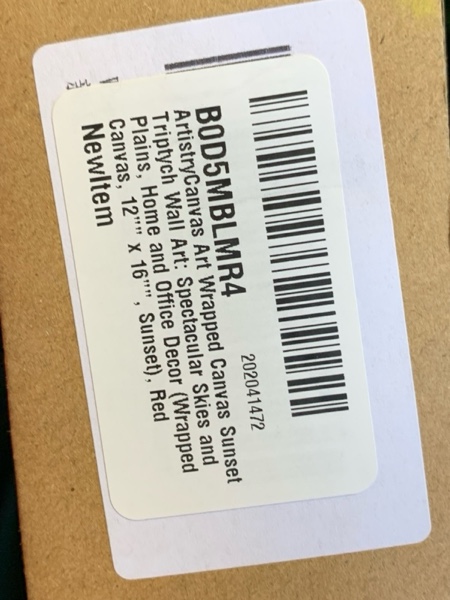 202041472
B0D5MBLMR4
ArtistryCanvas Art Wrapped Canvas Sunset
Triptych Wall Art: Spectacular Skies and
Plains, Home and Office Decor (Wrapped
Canvas, 12"''' X 16"''' , Sunset), Red
NewItem